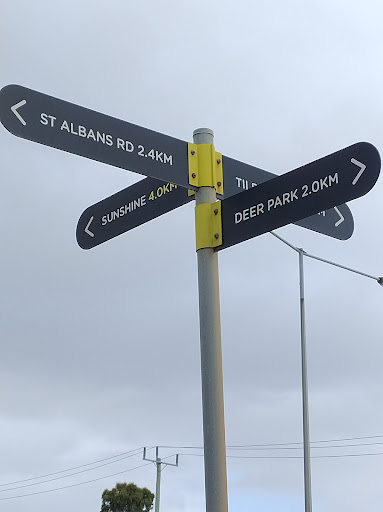 ST ALBANS RD 2.4KM
SUNSHINE 4.0KM
DEER PARK 2.0KM